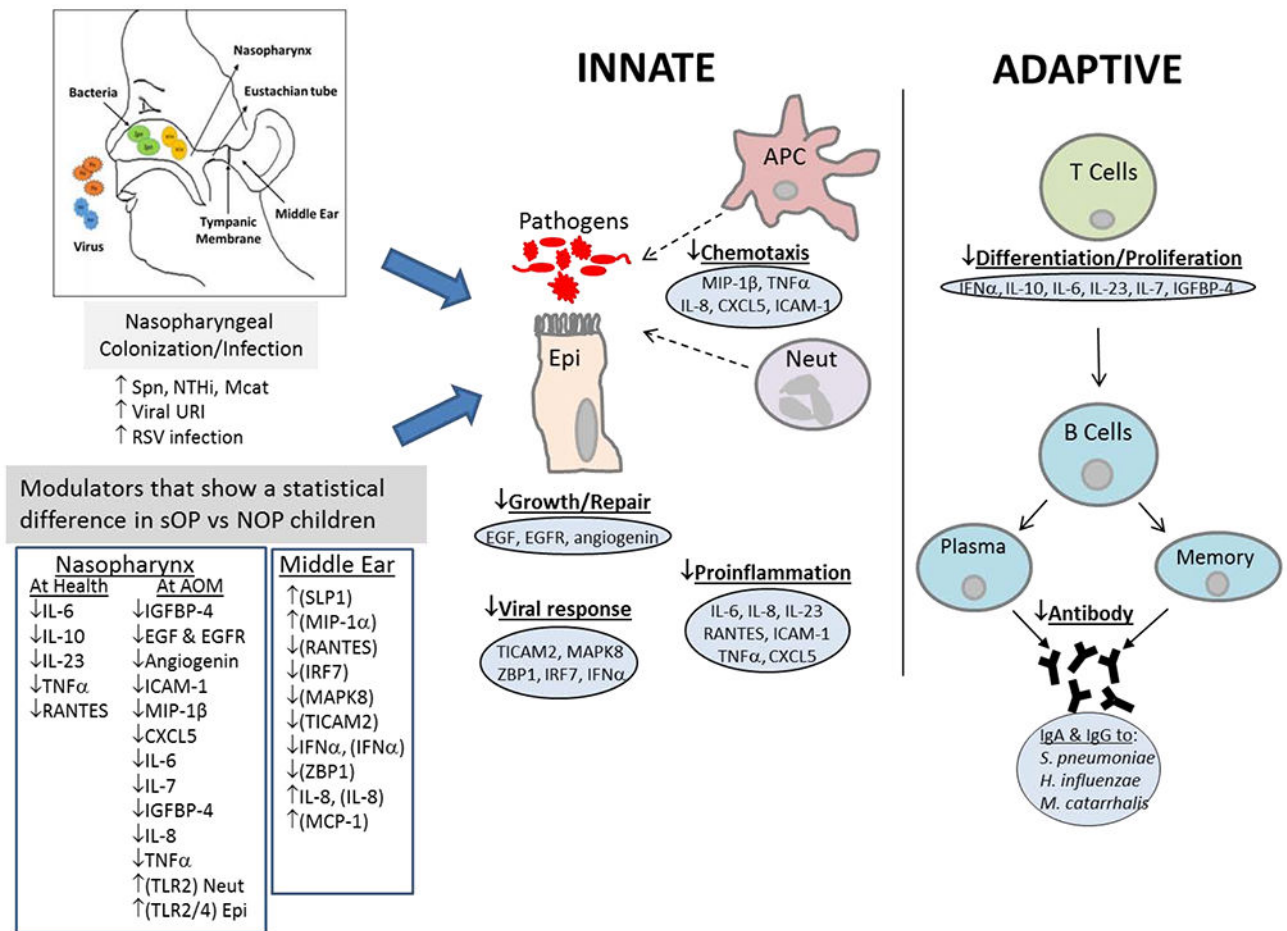 Nasopharynx
Bacteria
Eustachian tube
Spn
Spn
Virus
Tympanic
Membrane
Middle Ear
Nasopharyngeal
Colonization/Infection
↑ Spn, NTHi, Mcat
↑ Viral URI
↑ RSV infection
Modulators that show a statistical
difference in sOP vs NOP children
Nasopharynx
At Health
↓IL-6
↓IL-10
↓IL-23
↓TNFα
↓RANTES
At AOM
↓IGFBP-4
↓EGF & EGFR
↓Angiogenin
↓ICAM-1
↓MIP-1β
↓CXCL5
↓IL-6
↓IL-7
↓IGFBP-4
↓IL-8
↓TNFα
↑(TLR2) Neut
↑(TLR2/4) Epi
Middle Ear
↑(SLP1)
↑(MIP-1α)
↓(RANTES)
↓(IRF7)
↓(MAPK8)
↓(TICAM2)
↓IFNα, (IFNα)
↓(ZBP1)
↑IL-8, (IL-8)
↑(MCP-1)
INNATE
APC
Pathogens
↓Chemotaxis
MIP-1β, TNFα
IL-8, CXCL5, ICAM-1
Epi
Neut
↓Growth/Repair
EGF, EGFR, angiogenin
↓Proinflammation
IL-6, IL-8, IL-23
RANTES, ICAM-1
TNFα, CXCL5
↓Viral response
TICAM2, MAPK8
ZBP1, IRF7, IFNα
ADAPTIVE
T Cells
↓Differentiation/Proliferation
IFNα, IL-10, IL-6, IL-23, IL-7, IGFBP-4
B Cells
Plasma
Memory
↓Antibody
IgA & IgG to:
S. pneumoniae
H. influenzae
M. catarrhalis